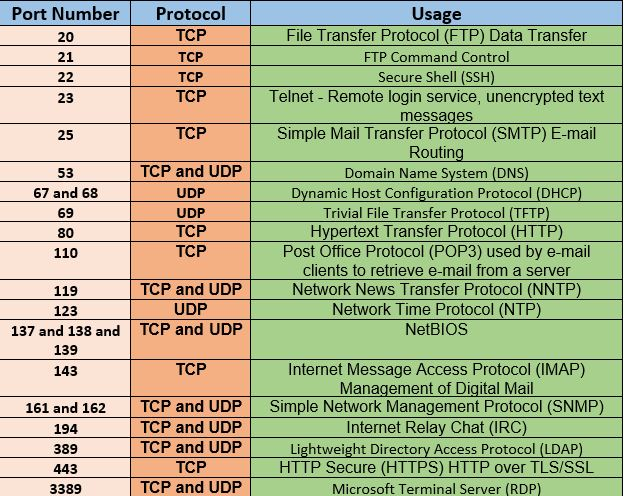 Port Number Protocol Usage
20 TCP File Transfer Protocol (FTP) Data Transfer
21 TCP FTP Command Control
22 TCP Secure Shell (SSH)
23 TCP Telnet - Remote login service, unencrypted text
messages
25 TCP Simple Mail Transfer Protocol (SMTP) E-mail
Routing
53 TCP and UDP Domain Name System (DNS)
67 and 68 UDP Dynamic Host Configuration Protocol (DHCP)
69 UDP Trivial File Transfer Protocol (TFTP)
80 TCP Hypertext Transfer Protocol (HTTP)
110 TCP Post Office Protocol (POP3) used by e-mail
clients to retrieve e-mail from a server
119 TCP and UDP Network News Transfer Protocol (NNTP)
123 UDP Network Time Protocol (NTP)
137 and 138 and TCP and UDP NetBIOS
139
143 TCP Internet Message Access Protocol (IMAP)
Management of Digital Mail
161 and 162 TCP and UDP Simple Network Management Protocol (SNMP)
194 TCP and UDP Internet Relay Chat (IRC)
389 TCP and UDP Lightweight Directory Access Protocol (LDAP)
443 TCP HTTP Secure (HTTPS) HTTP over TLS/SSL
3389 TCP and UDP Microsoft Terminal Server (RDP)